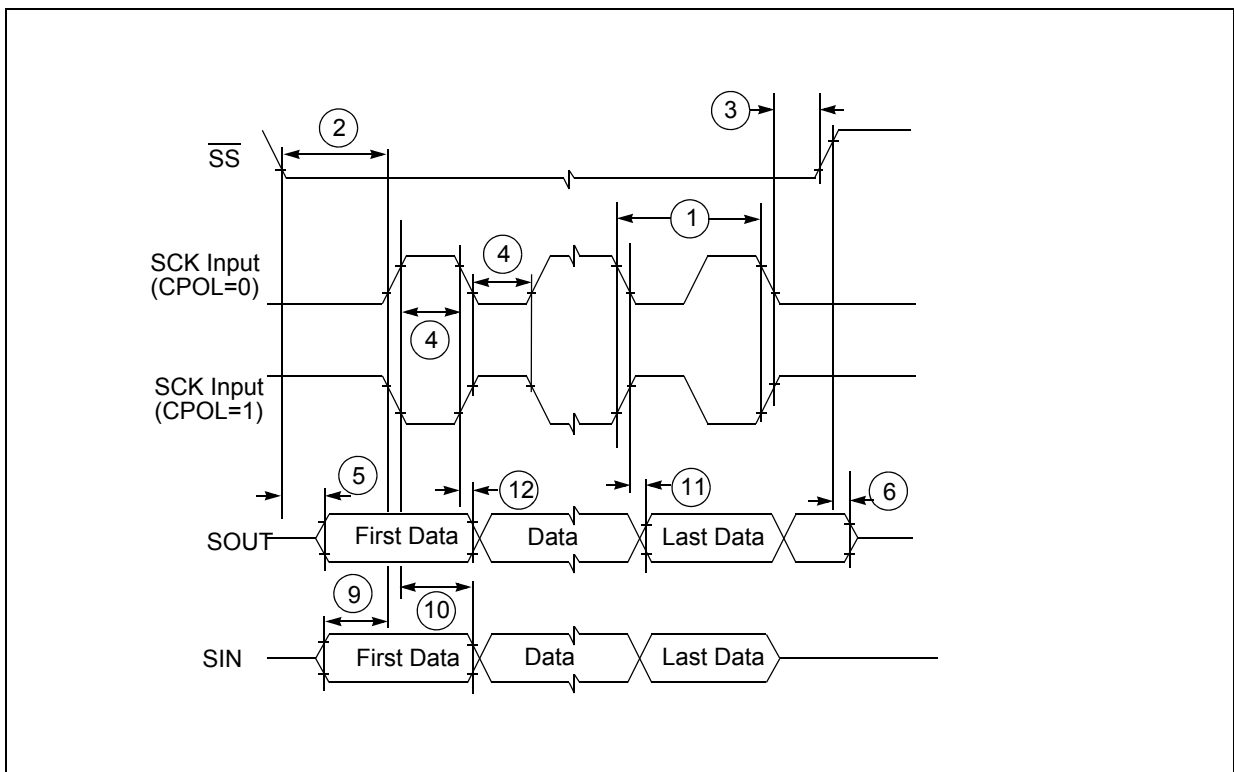 3
2
SS
1
4
SCK Input
(CPOL=0)
4
SCK Input
(CPOL=1)
5
12
11
6
SOUT
First Data
Data
Last Data
9
10
SIN
First Data
Data
Last Data